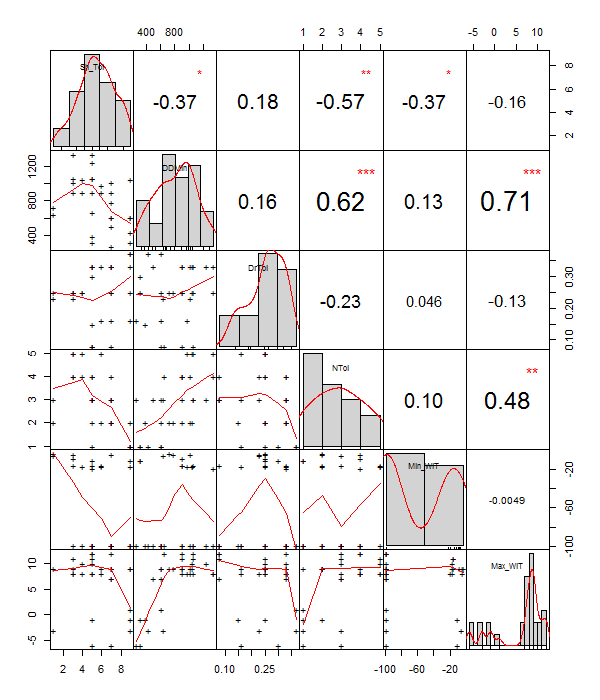 400 800 1 2 3 4 5 -5 0 5 10
Sh_Tol * ** *
-0.37 0.18 -0.57 -0.37 -0.16
2 4 6 8
DDMin *** ***
0.16 0.62 0.13 0.71
400 800 1200
DrTol
-0.23 0.046 -0.13
0.10 0.20 0.30
NTol **
0.10 0.48
1 2 3 4 5
Min_WIT
-0.0049
-100 -60 -20
Max_WIT
-5 0 5 10
2 4 6 8 0.10 0.25 -100 -60 -20